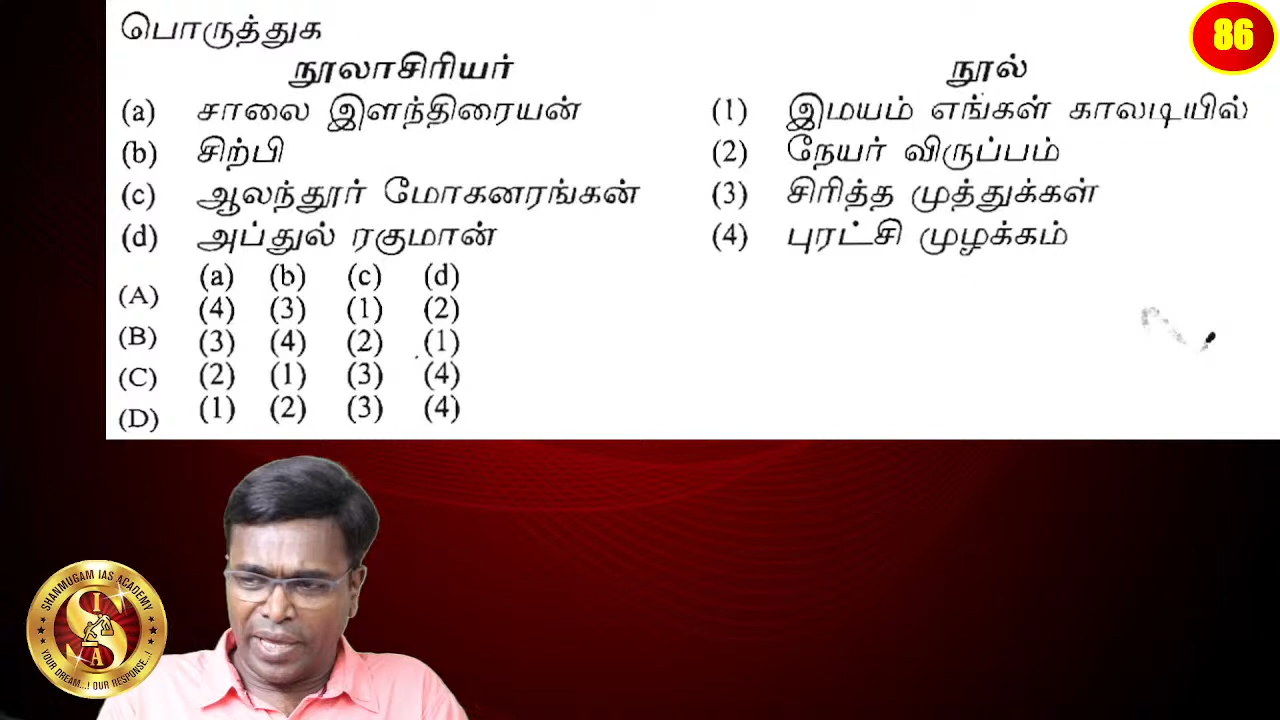 86
பொருத்துக
நூலாசிரியர் நூல்
(a) சாலை இளந்திரையன் (1) இமயம் எங்கள் காலடியில்
(b) சிற்பி (2) நேயர் விருப்பம்
(c) ஆலந்தூர் மோகனரங்கன் (3) சிரித்த முத்துக்கள்
(d) அப்துல் ரகுமான் (4) புரட்சி முழக்கம்
(a) (b) (c) (d)
(A) (4) (3) (1) (2)
(B) (3) (4) (2) (1)
(C) (2) (1) (3) (4)
(D) (1) (2) (3) (4)
SHANMUGAM IAS ACADEMY
SIA
YOUR DREAM...! OUR RESPONSE...!